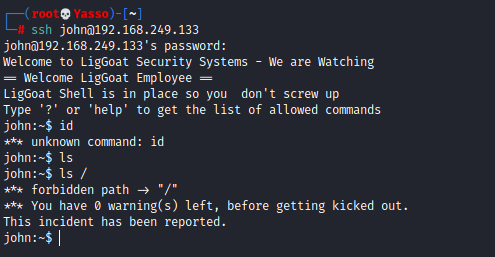 ┌──(root💀Yasso)-[~]
└─# ssh john@192.168.249.133
john@192.168.249.133's password:
Welcome to LigGoat Security Systems - We are Watching
== Welcome LigGoat Employee ==
LigGoat Shell is in place so you  don't screw up
Type '?' or 'help' to get the list of allowed commands
john:~$ id
*** unknown command: id
john:~$ ls
john:~$ ls /
*** forbidden path -> "/"
*** You have 0 warning(s) left, before getting kicked out.
This incident has been reported.
john:~$